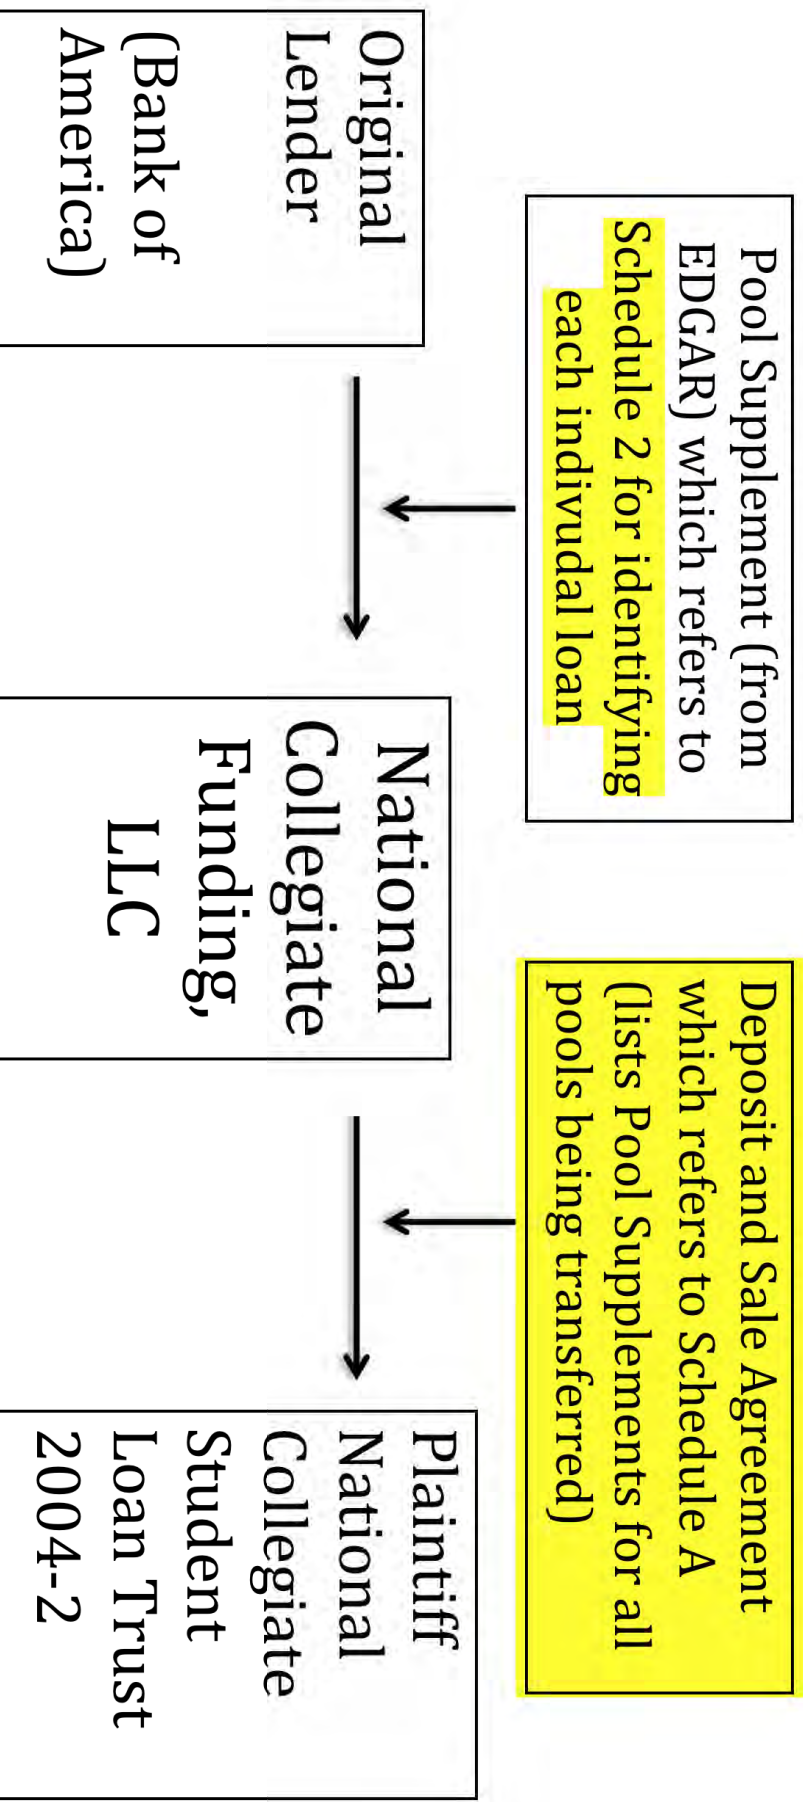 Pool Supplement (from
EDGAR) which refers to
Schedule 2 for identifying
each indivudal loan
Deposit and Sale Agreement
which refers to Schedule A
(lists Pool Supplements for all
pools being transferred)
Original
Lender
(Bank of
America)
National
Collegiate
Funding,
LLC
Plaintiff
National
Collegiate
Student
Loan Trust
2004-2